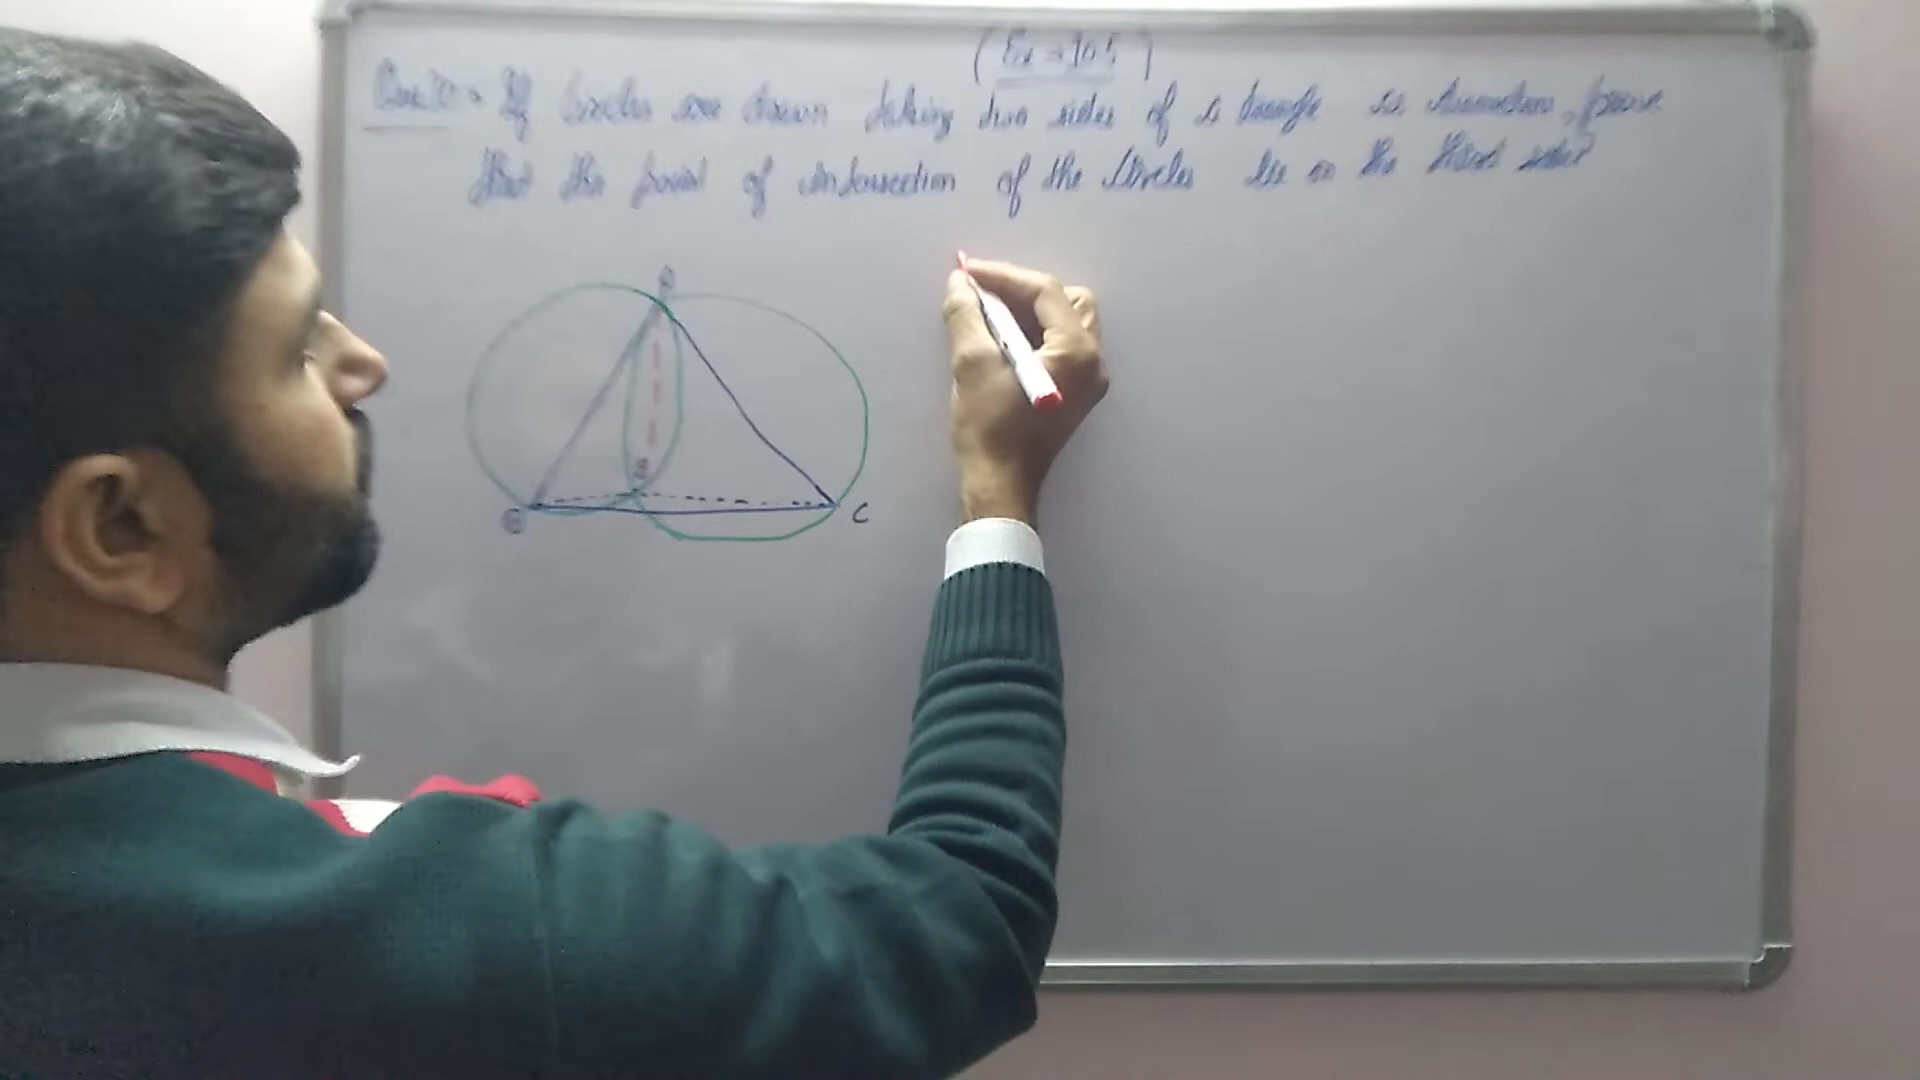 (Ex → 10.5)
Que 10 → If Circles are drawn taking two sides of a triangle as diameters, prove
that the point of intersection of the Circles lie on the third side?
A
B
C